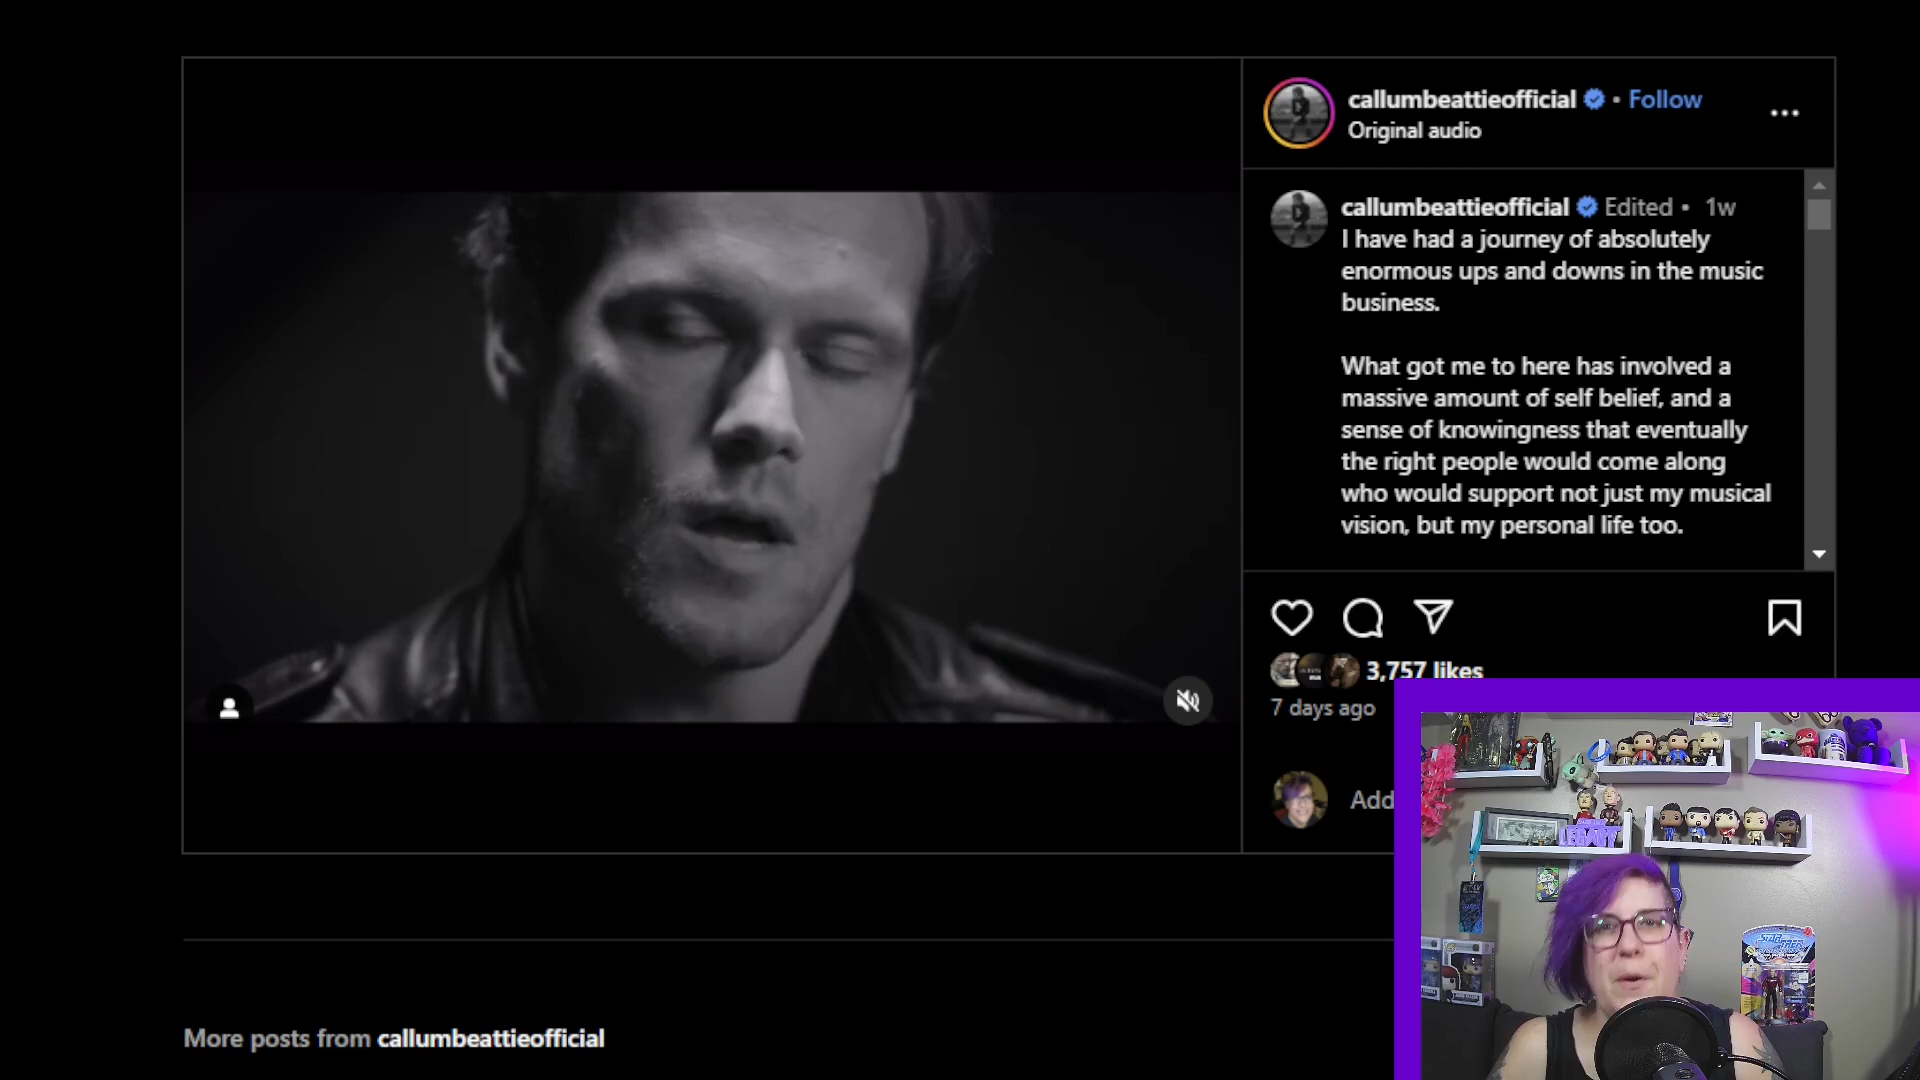 callumbeattieofficial • Follow
Original audio
•••
callumbeattieofficial Edited • 1w
I have had a journey of absolutely
enormous ups and downs in the music
business.
What got me to here has involved a
massive amount of self belief, and a
sense of knowingness that eventually
the right people would come along
who would support not just my musical
vision, but my personal life too.
3,757 likes
7 days ago
Add
LEGACY
STAR TREK
More posts from callumbeattieofficial